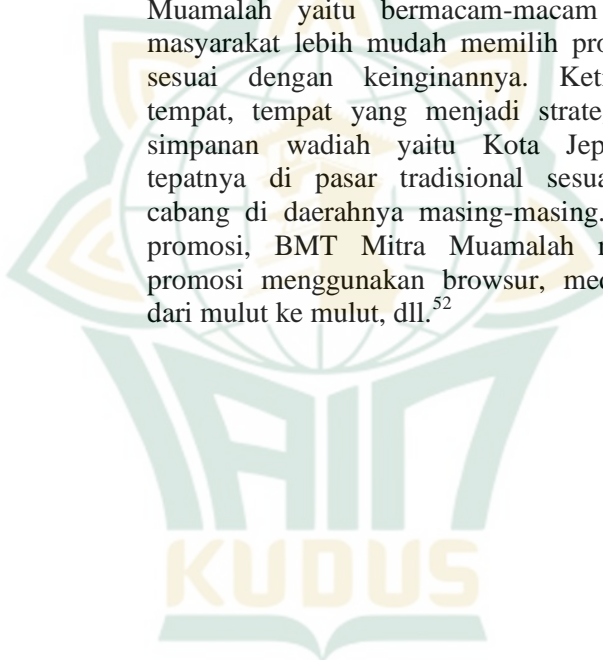 Muamalah yaitu bermacam-macam
masyarakat lebih mudah memilih pro
sesuai dengan keinginannya. Ket
tempat, tempat yang menjadi strate
simpanan wadiah yaitu Kota Jep
tepatnya di pasar tradisional sesua
cabang di daerahnya masing-masing.
promosi, BMT Mitra Muamalah
promosi menggunakan browsur, med
dari mulut ke mulut, dll.52
IAIN
KUDUS